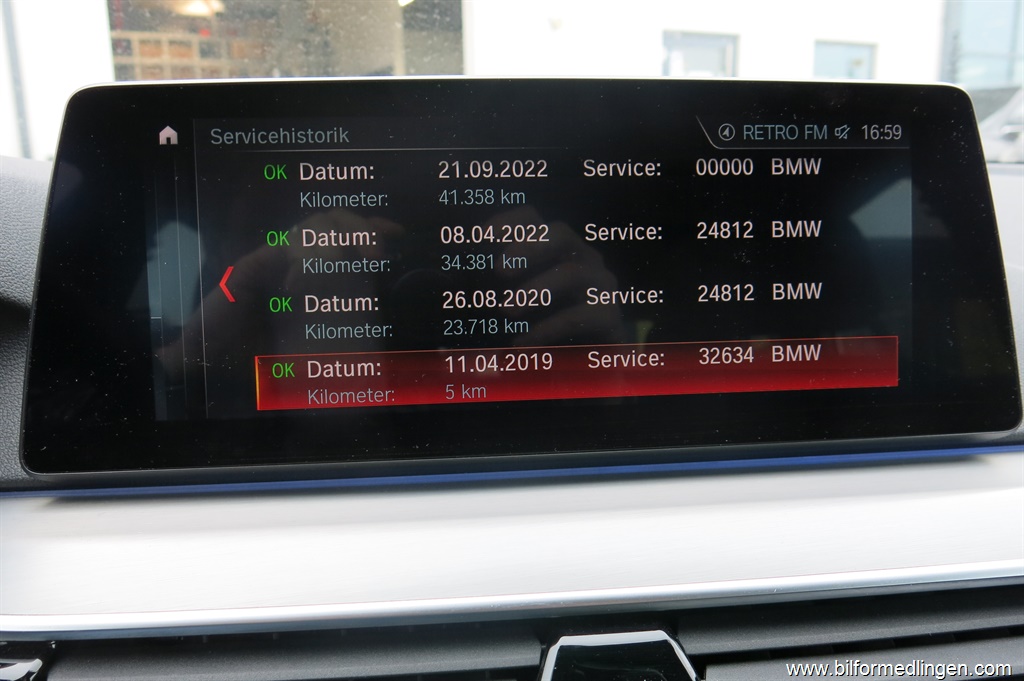 Servicehistorik RETRO FM 16:59
OK Datum: 21.09.2022 Service: 00000 BMW
Kilometer: 41.358 km
OK Datum: 08.04.2022 Service: 24812 BMW
Kilometer: 34.381 km
OK Datum: 26.08.2020 Service: 24812 BMW
Kilometer: 23.718 km
OK Datum: 11.04.2019 Service: 32634 BMW
Kilometer: 5 km
www.bilformedlingen.com